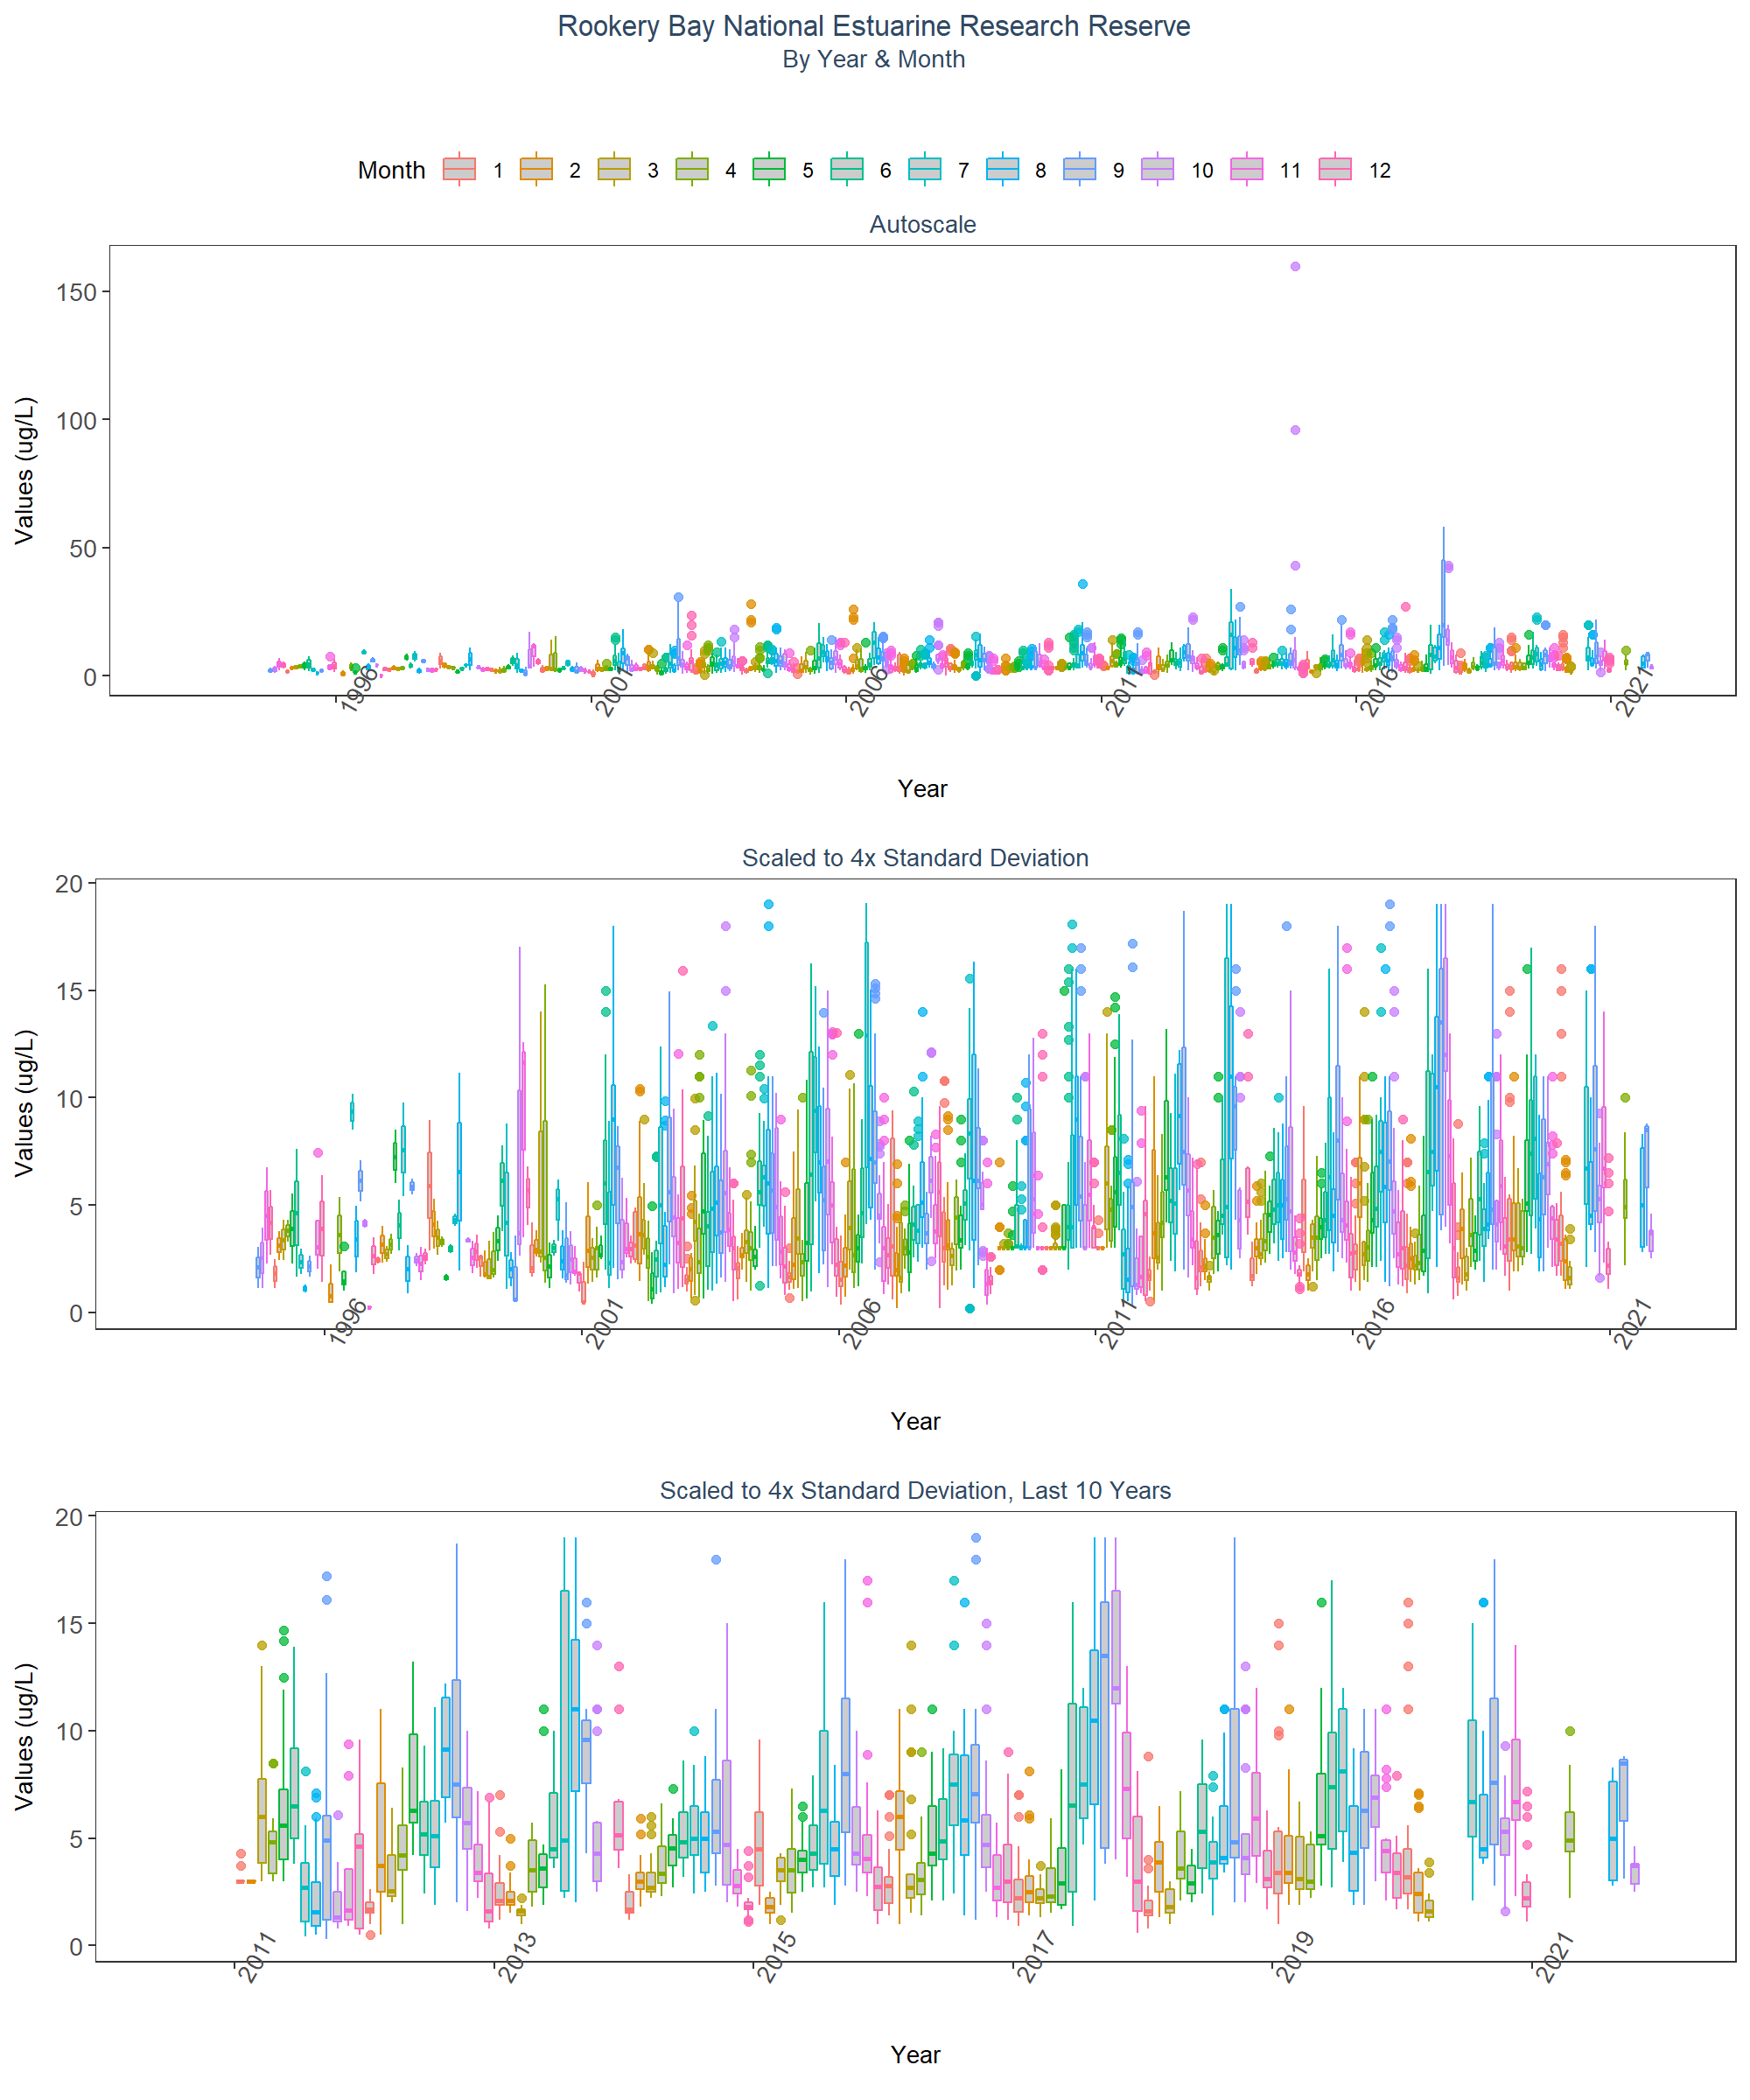 Rookery Bay National Estuarine Research Reserve
By Year & Month
Month 1 2 3 4 5 6 7 8 9 10 11 12
Autoscale
Values (ug/L)
150
100
50
0
1996 2001 2006 2011 2016 2021
Year
Scaled to 4x Standard Deviation
Values (ug/L)
20
15
10
5
0
1996 2001 2006 2011 2016 2021
Year
Scaled to 4x Standard Deviation, Last 10 Years
Values (ug/L)
20
15
10
5
0
2011 2013 2015 2017 2019 2021
Year